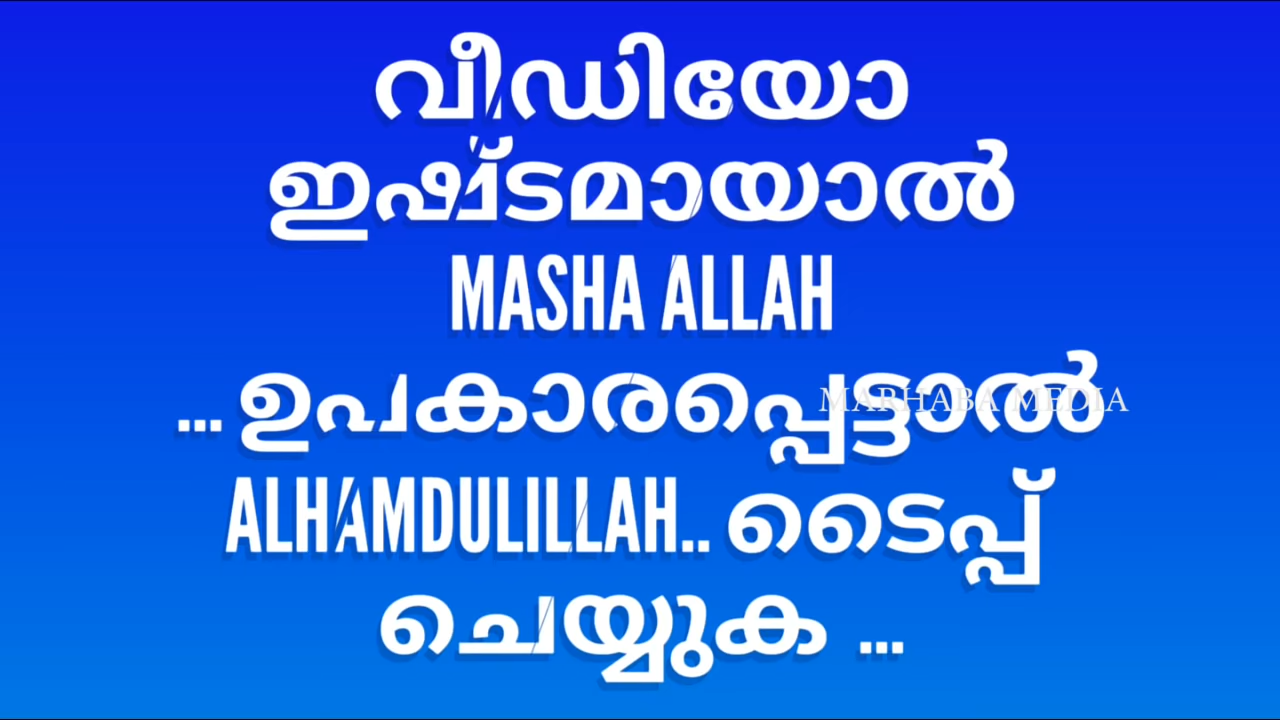 വീഡിയോ
ഇഷ്ടമായാൽ
MASHA ALLAH
... ഉപകാരപ്പെട്ടാൽ
MARHABA MEDIA
ALHAMDULILLAH.. ടൈപ്പ്
ചെയ്യുക ...